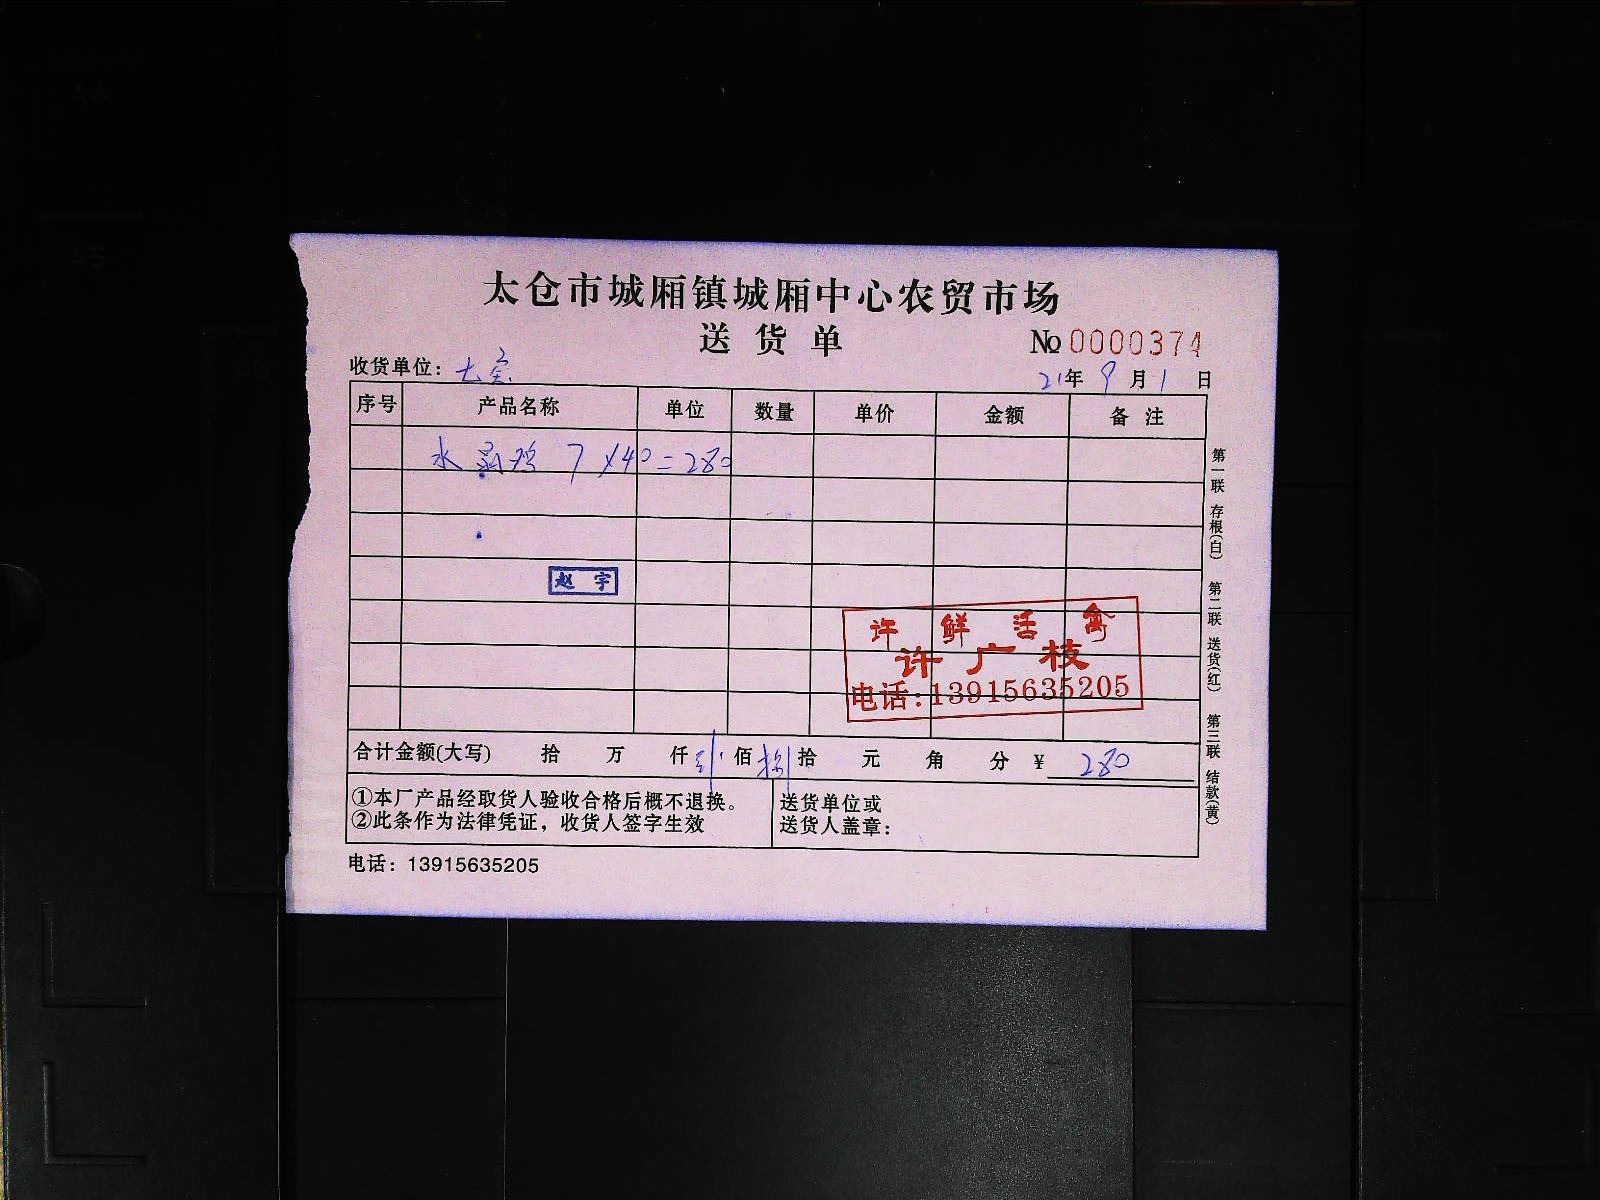 太仓市城厢镇城厢中心农贸市场
送货单
№0000374
收货单位:
21年9月1日
序号 产品名称 单位 数量 单价 金额 备注
水 7×40=280
赵宇
许鲜活禽
许广枝
电话:13915635205
合计金额(大写) 拾 万 仟 佰 捌拾 元 角 分 ¥ 280
①本厂产品经取货人验收合格后概不退换。
②此条作为法律凭证，收货人签字生效
送货单位或
送货人盖章:
电话: 13915635205
第一联 存根(白) 第二联 送货(红) 第三联 结款(黄)